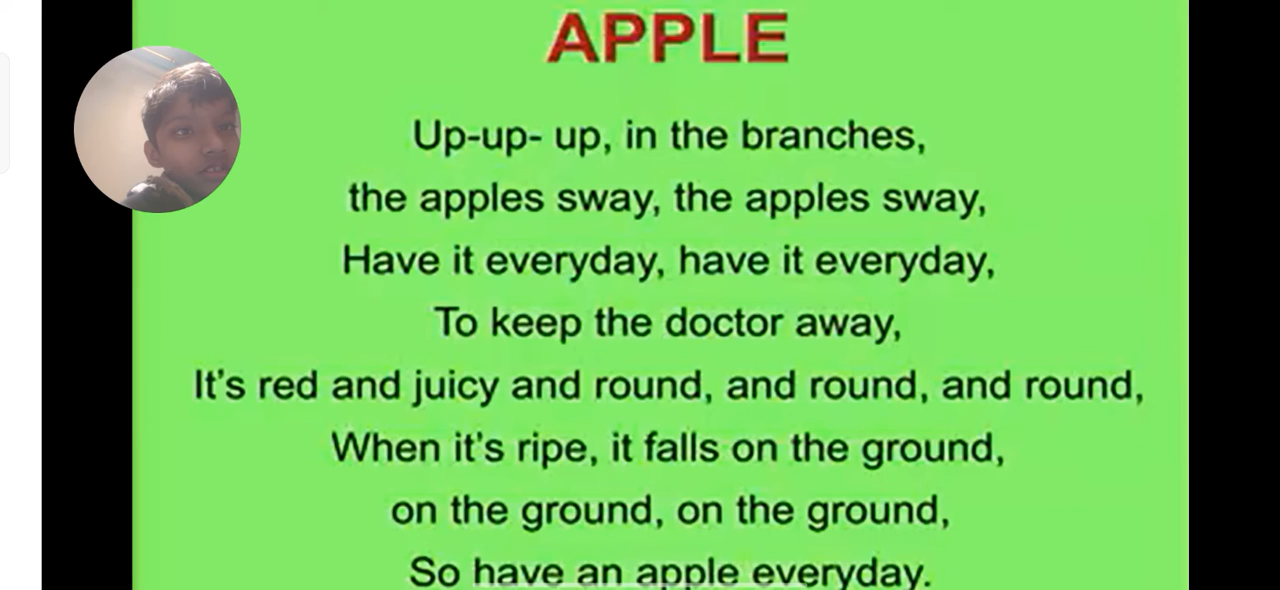 APPLE
Up-up- up, in the branches,
the apples sway, the apples sway,
Have it everyday, have it everyday,
To keep the doctor away,
It's red and juicy and round, and round, and round,
When it's ripe, it falls on the ground,
on the ground, on the ground,
So have an apple everyday.